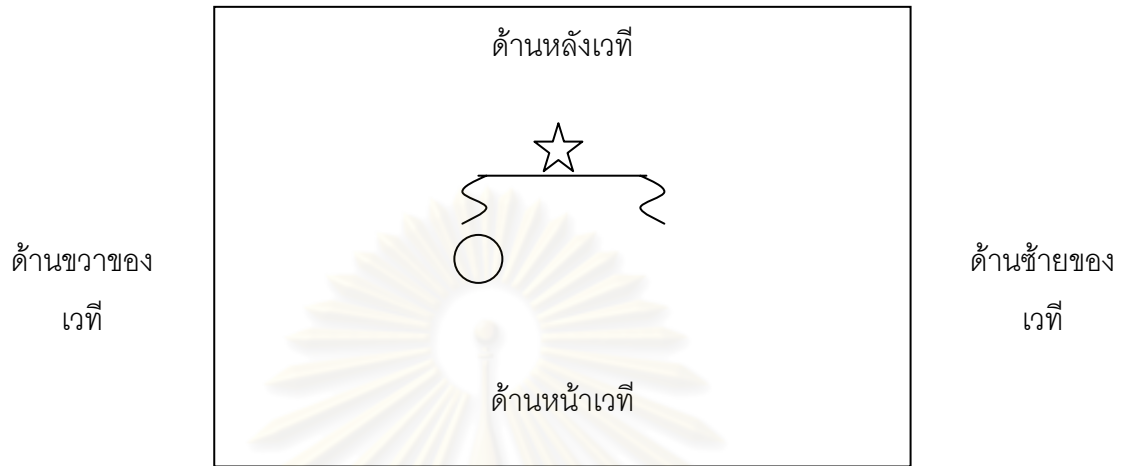 ด้านหลังเวที
ด้านขวาของ
เวที
ด้านซ้ายของ
เวที
ด้านหน้าเวที